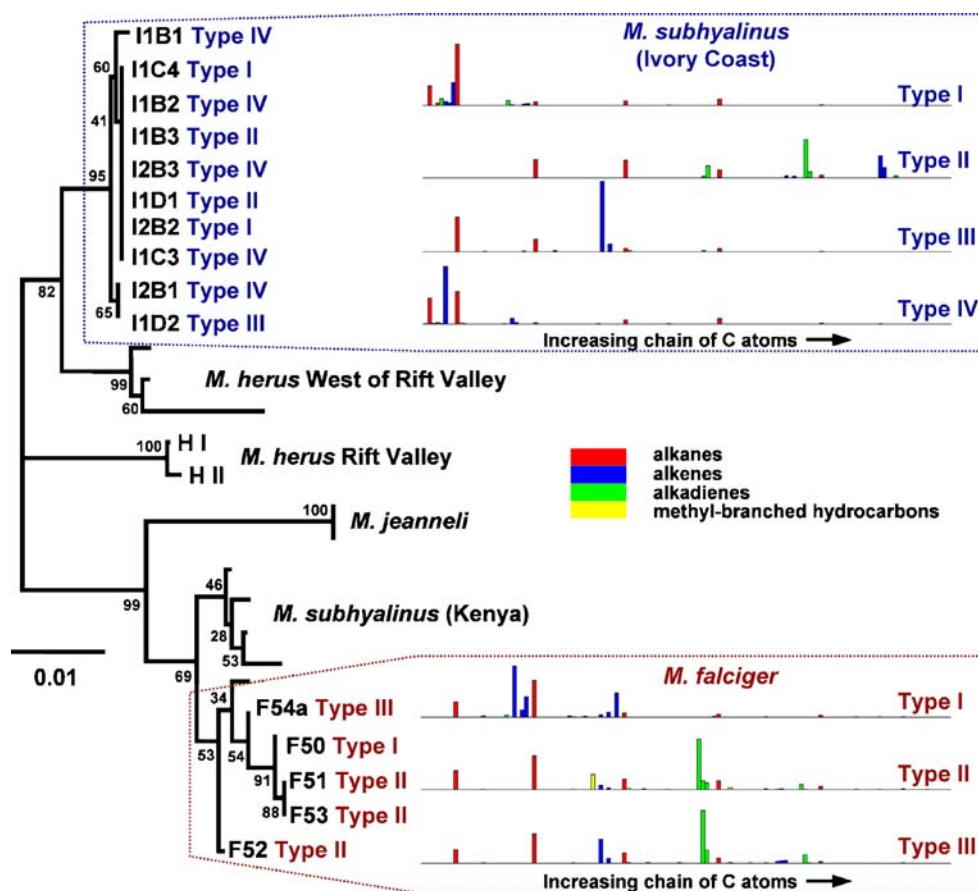 I1B1 Type IV
M. subhyalinus
(Ivory Coast)
60
I1C4 Type I
Type I
I1B2 Type IV
41
I1B3 Type II
Type II
I2B3 Type IV
95
I1D1 Type II
I2B2 Type I
Type III
I1C3 Type IV
82
I2B1 Type IV
Type IV
65
I1D2 Type III
Increasing chain of C atoms
99
M. herus West of Rift Valley
60
100
H I
H II
M. herus Rift Valley
alkanes
alkenes
alkadienes
methyl-branched hydrocarbons
100
M. jeanneli
99
46
M. subhyalinus (Kenya)
28
53
0.01
69
M. falciger
34
F54a Type III
Type I
53
54
F50 Type I
91
F51 Type II
Type II
88
F53 Type II
F52 Type II
Type III
Increasing chain of C atoms